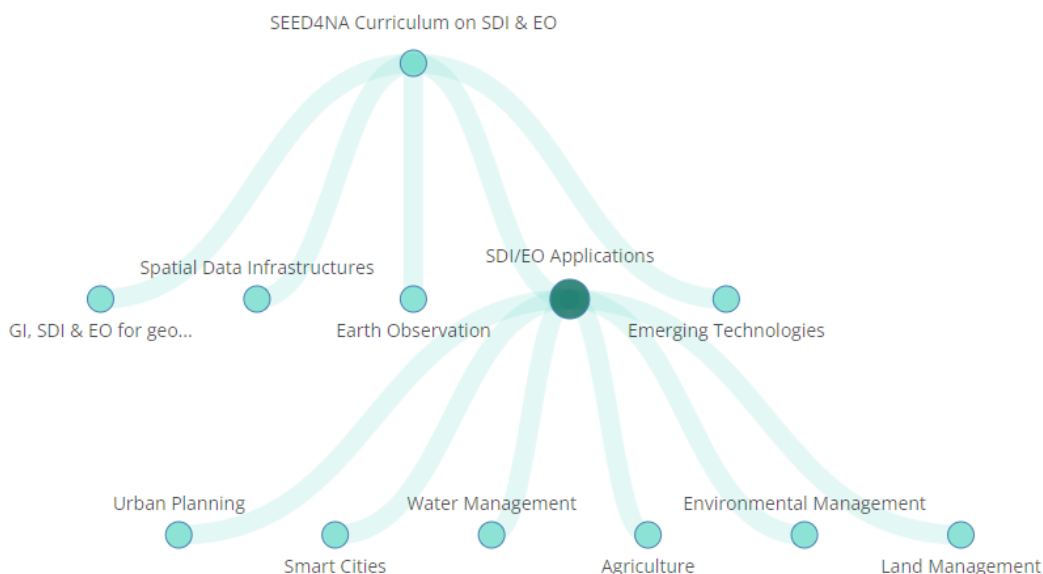 SEED4NA Curriculum on SDI & EO
SDI/EO Applications
Spatial Data Infrastructures
GI, SDI & EO for geo...
Earth Observation
Emerging Technologies
Urban Planning
Water Management
Environmental Management
Smart Cities
Agriculture
Land Management